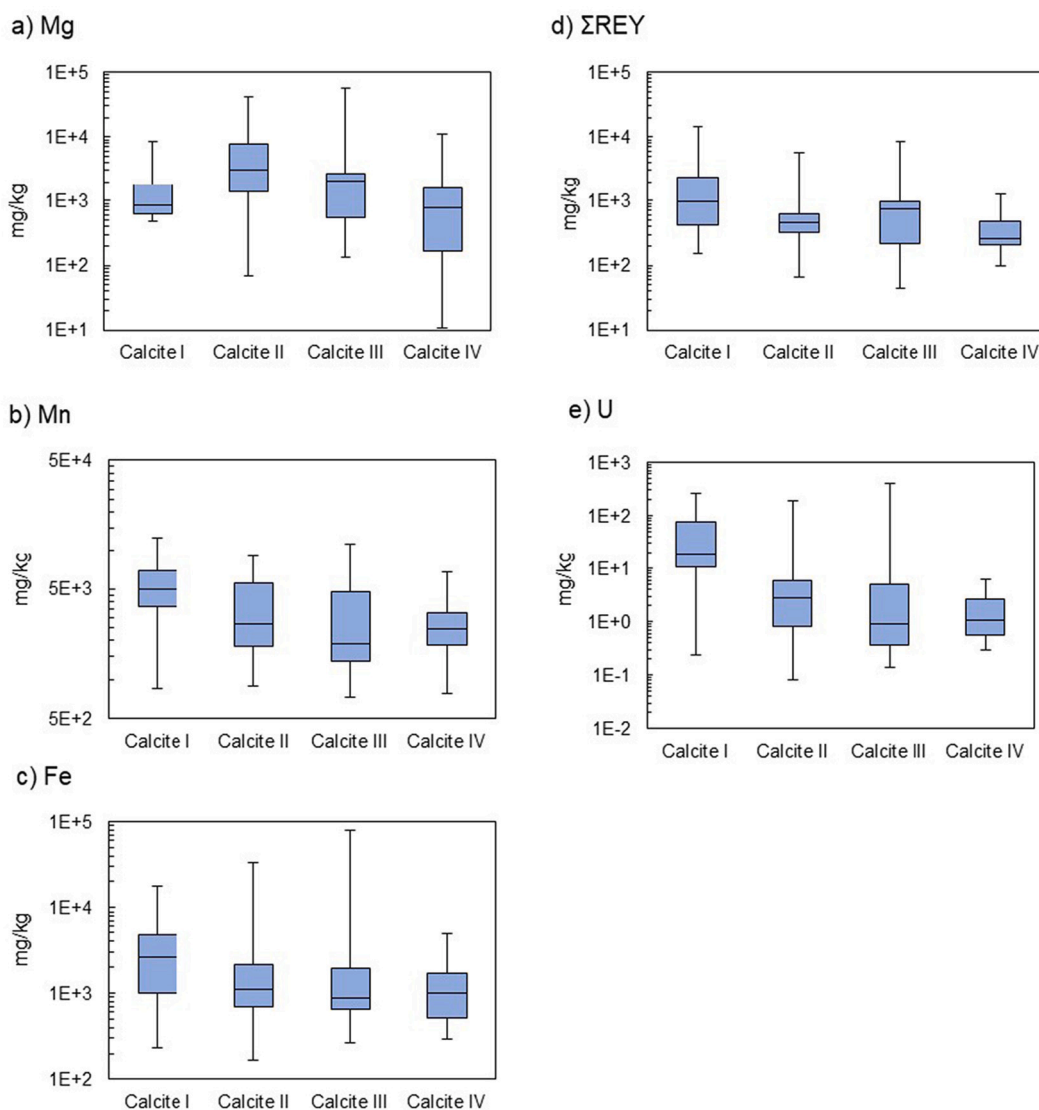 a) Mg
1E+5
1E+4
1E+3
1E+2
1E+1
mg/kg
Calcite I Calcite II Calcite III Calcite IV
b) Mn
5E+4
5E+3
5E+2
mg/kg
Calcite I Calcite II Calcite III Calcite IV
c) Fe
1E+5
1E+4
1E+3
1E+2
mg/kg
Calcite I Calcite II Calcite III Calcite IV
d) ΣREY
1E+5
1E+4
1E+3
1E+2
1E+1
mg/kg
Calcite I Calcite II Calcite III Calcite IV
e) U
1E+3
1E+2
1E+1
1E+0
1E-1
1E-2
mg/kg
Calcite I Calcite II Calcite III Calcite IV